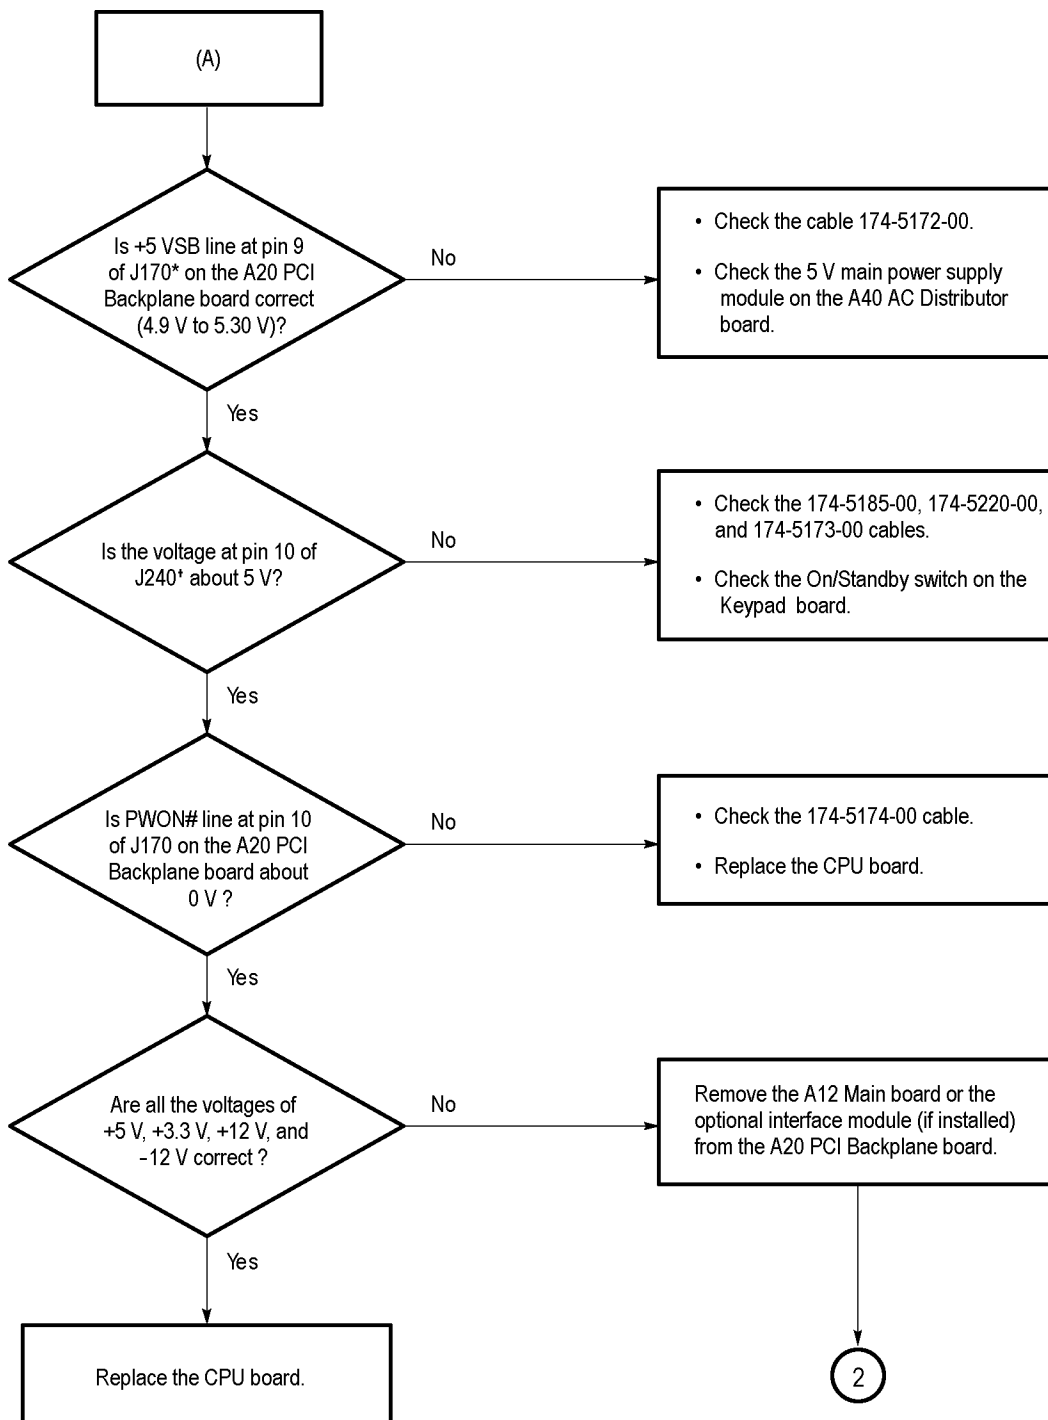 (A)
Is +5 VSB line at pin 9
of J170* on the A20 PCI
Backplane board correct
(4.9 V to 5.30 V)?
No
• Check the cable 174-5172-00.
• Check the 5 V main power supply
module on the A40 AC Distributor
board.
Yes
Is the voltage at pin 10 of
J240† about 5 V?
No
• Check the 174-5185-00, 174-5220-00,
and 174-5173-00 cables.
• Check the On/Standby switch on the
Keypad board.
Yes
Is PWON# line at pin 10
of J170 on the A20 PCI
Backplane board about
0 V ?
No
• Check the 174-5174-00 cable.
• Replace the CPU board.
Yes
Are all the voltages of
+5 V, +3.3 V, +12 V, and
–12 V correct ?
No
Remove the A12 Main board or the
optional interface module (if installed)
from the A20 PCI Backplane board.
Yes
Replace the CPU board.
2